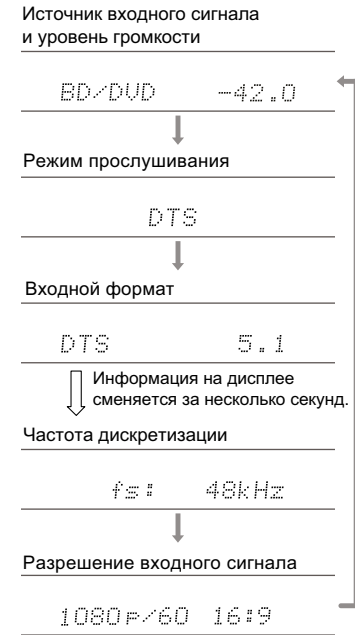 Источник входного сигнала
и уровень громкости
BD/DVD -42.0
Режим прослушивания
DTS
Входной формат
DTS 5.1
Информация на дисплее
сменяется за несколько секунд.
Частота дискретизации
fs: 48kHz
Разрешение входного сигнала
1080p/60 16:9